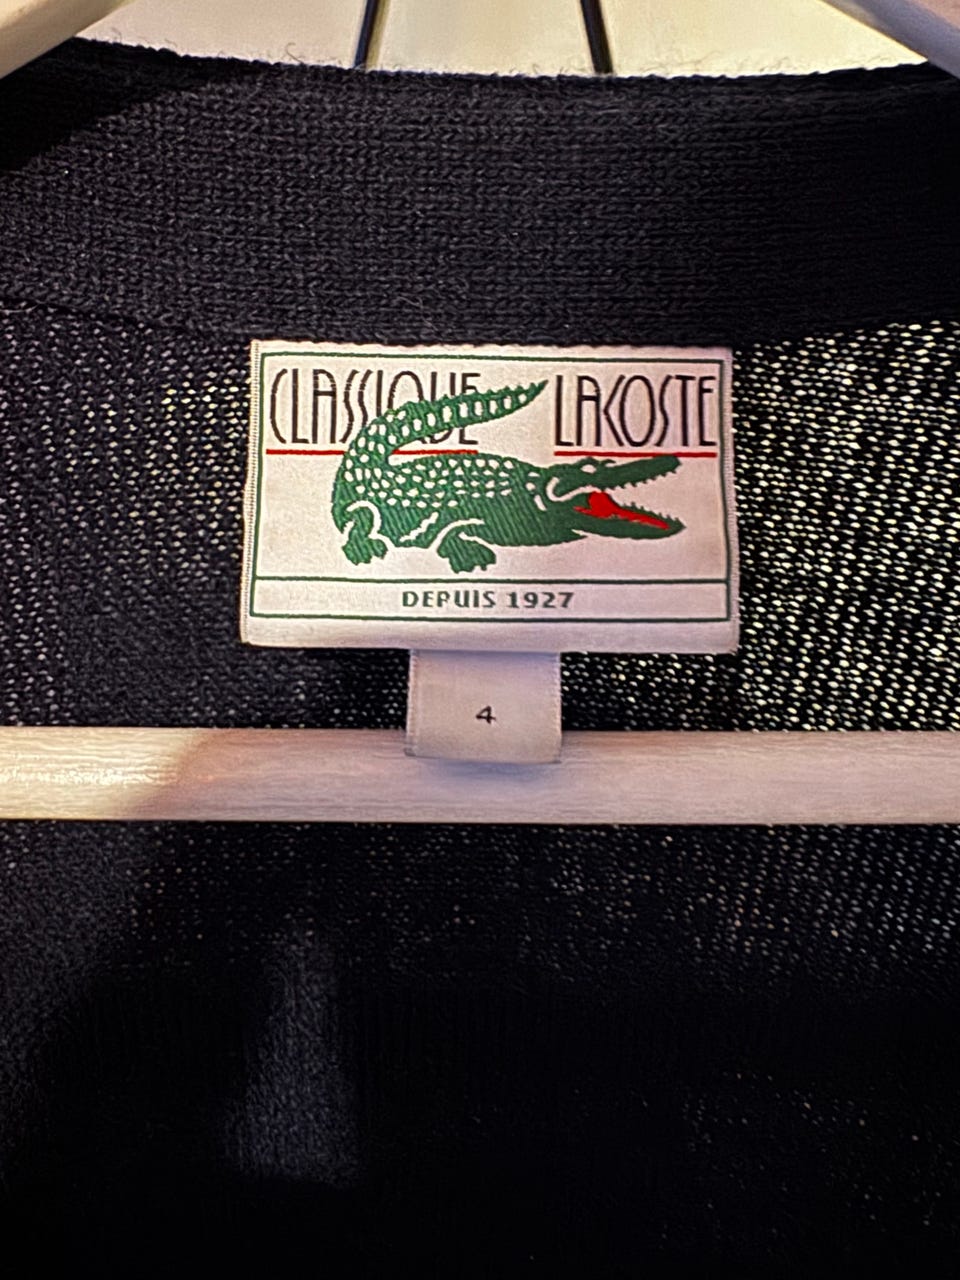 CLASSIQUE LACOSTE
DEPUIS 1927
4